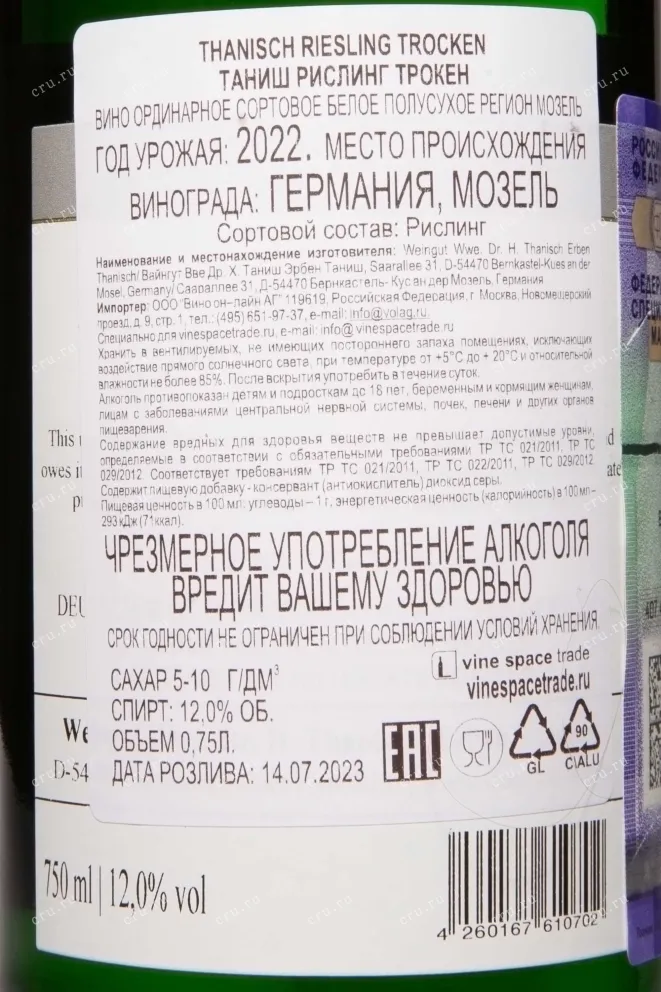 THANISCH RIESLING TROCKEN
ТАНИШ РИСЛИНГ ТРОКЕН
ВИНО ОРДИНАРНОЕ СОРТОВОЕ БЕЛОЕ ПОЛУСУХОЕ РЕГИОН МОЗЕЛЬ
ГОД УРОЖАЯ: 2022. МЕСТО ПРОИСХОЖДЕНИЯ
ВИНОГРАДА: ГЕРМАНИЯ, МОЗЕЛЬ
Сортовой состав: Рислинг
Наименование и местонахождение изготовителя: Weingut Wwe. Dr. H. Thanisch Erben
Thanisch/ Вайнгут Вве Др. Х. Таниш Эрбен Таниш, Saarallee 31, D-54470 Bernkastel-Kues an der
Mosel, Germany/ Саараллее 31, Д-54470 Бернкастель- Кус ан дер Мозель, Германия
Импортер: ООО "Вино он-лайн АГ" 119619, Российская Федесация, г. Москва, Новомещерский
проезд, д. 9, стр. 1, тел.: (495) 651-97-37, e-mail: info@volag.ru.
Специально для vinespacetrade.ru, e-mail: info@ vinespacetrade.ru
Хранить в вентилируемых, не имеющих постороннего запаха помещениях, исключающих
воздействие прямого солнечного света, при температуре от +5°С до + 20°С и относительной
влажности не более 85%. После вскрытия употребить в течение суток.
Алкоголь противопоказан детям и подросткам до 18 лет, беременным и кормящим женщинам,
лицам с заболеваниями центральной нервной системы, почек, печени и других органов
пищеварения.
Содержание вредных для здоровья веществ не превышает допустимые уровни,
определяемые в соответствии с обязательными требованиями ТР ТС 021/2011, ТР ТС
029/2012. Соответствует требованиям ТР ТС 021/2011, ТР ТС 022/2011, ТР ТС 029/2012.
Содержит пищевую добавку - консервант (антиокислитель) диоксид серы.
Пищевая ценность в 100 мл: углеводы – 1 г, энергетическая ценность (калорийность) в 100 мл -
293 кДж (71ккал).
ЧРЕЗМЕРНОЕ УПОТРЕБЛЕНИЕ АЛКОГОЛЯ
ВРЕДИТ ВАШЕМУ ЗДОРОВЬЮ
СРОК ГОДНОСТИ НЕ ОГРАНИЧЕН ПРИ СОБЛЮДЕНИИ УСЛОВИЙ ХРАНЕНИЯ.
vine space trade
vinespacetrade.ru
САХАР 5-10 Г/ДМ³
СПИРТ: 12,0% ОБ.
ОБЪЕМ 0,75Л.
ДАТА РОЗЛИВА: 14.07.2023
EAC
GL
90
C\ALU
This
owes
DEU
We
D-54
750 ml | 12,0% vol
4 260167 610702
cru.ru